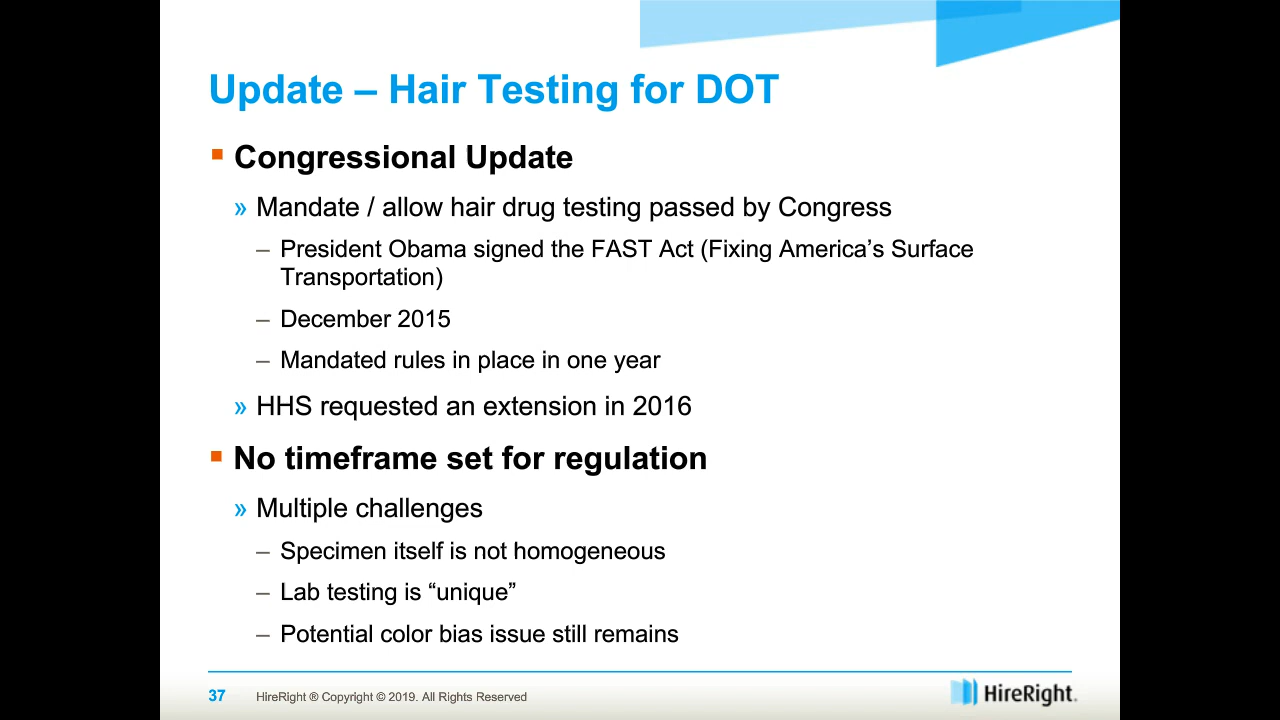 Update – Hair Testing for DOT
▪ Congressional Update
» Mandate / allow hair drug testing passed by Congress
– President Obama signed the FAST Act (Fixing America’s Surface
Transportation)
– December 2015
– Mandated rules in place in one year
» HHS requested an extension in 2016
▪ No timeframe set for regulation
» Multiple challenges
– Specimen itself is not homogeneous
– Lab testing is “unique”
– Potential color bias issue still remains
37 HireRight ® Copyright © 2019. All Rights Reserved
HireRight.